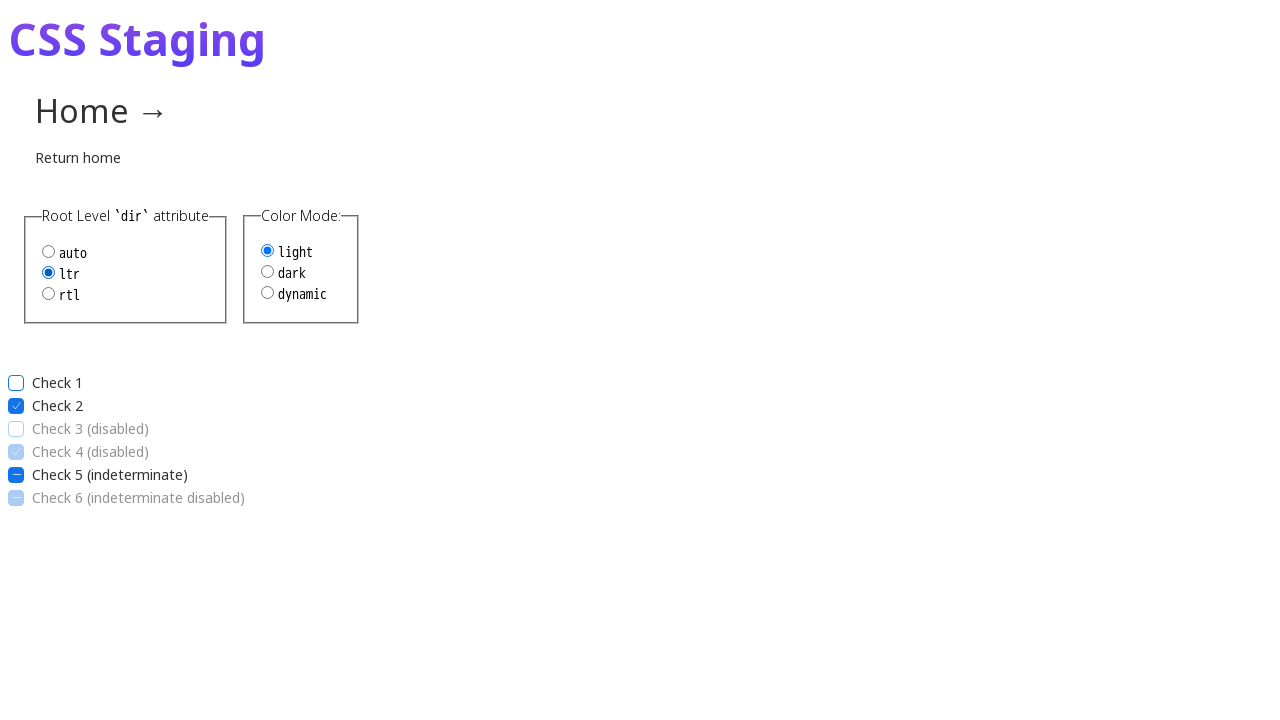 CSS Staging
Home →
Return home
Root Level `dir` attribute
auto
ltr
rtl
Color Mode:
light
dark
dynamic
Check 1
Check 2
Check 3 (disabled)
Check 4 (disabled)
Check 5 (indeterminate)
Check 6 (indeterminate disabled)